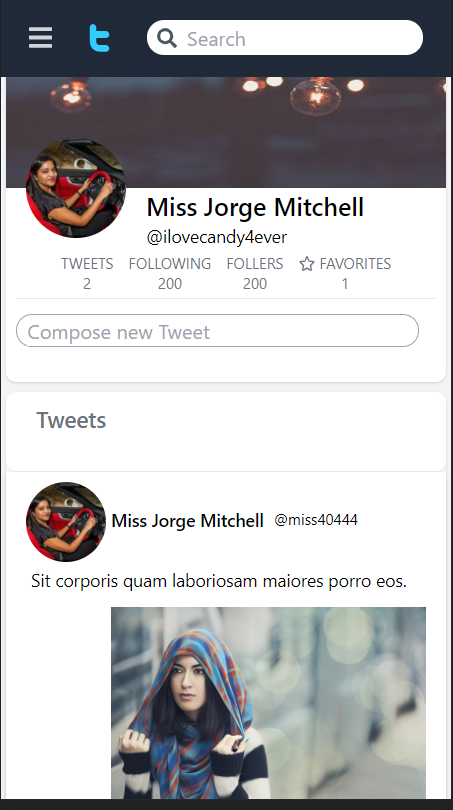 Search
Miss Jorge Mitchell
@ilovecandy4ever
TWEETS FOLLOWING FOLLERS FAVORITES
2 200 200 1
Compose new Tweet
Tweets
Miss Jorge Mitchell @miss40444
Sit corporis quam laboriosam maiores porro eos.